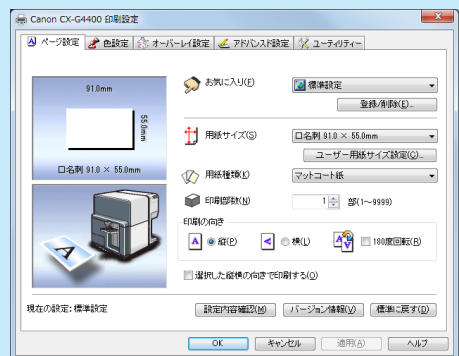 Canon CX-G4400 印刷設定
ページ設定 色設定 オーバーレイ設定 アドバンスド設定 ユーティリティー
91.0mm
55.0mm
口名刺 91.0 × 55.0mm
お気に入り(F) 標準設定
登録/削除(E)...
用紙サイズ(S) 口名刺 91.0 × 55.0mm
ユーザー用紙サイズ設定(C)...
用紙種類(K) マットコート紙
印刷部数(N) 1 部(1~9999)
印刷の向き
A 縦(P) A 横(L) 180度回転(R)
選択した縦横の向きで印刷する(O)
現在の設定: 標準設定 設定内容確認(M) バージョン情報(V) 標準に戻す(D)
OK キャンセル 適用(A) ヘルプ